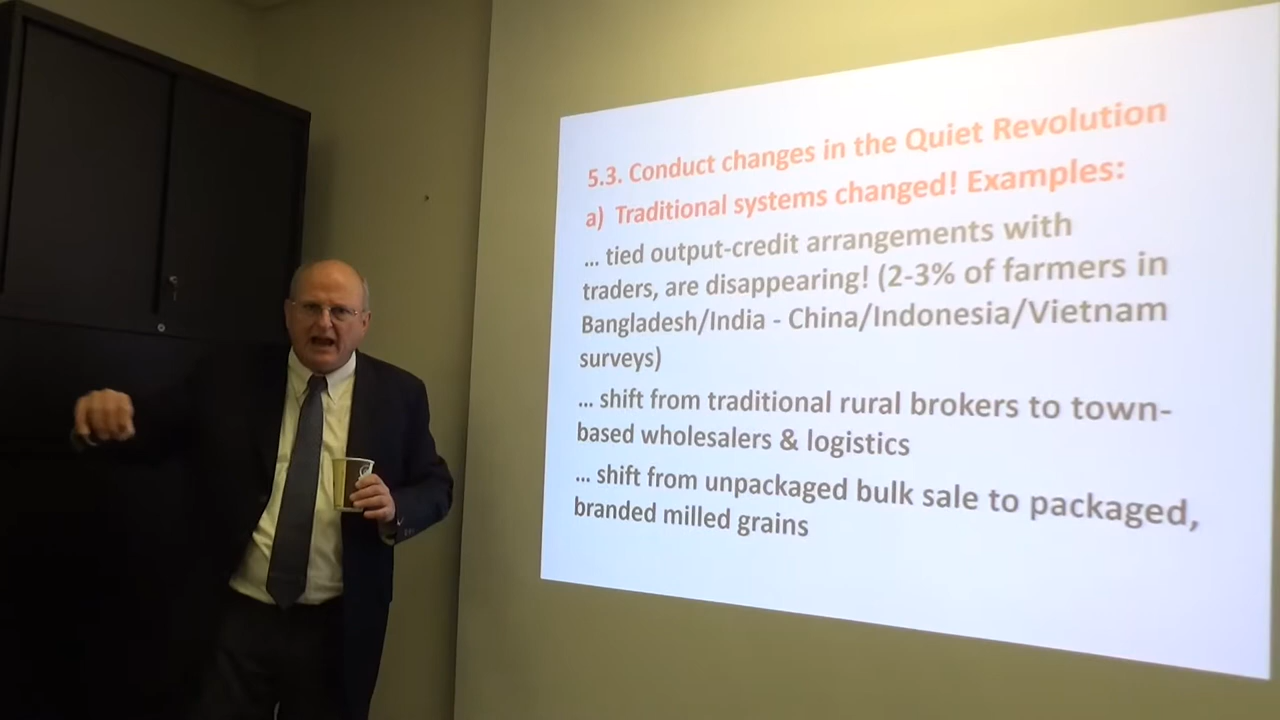 5.3. Conduct changes in the Quiet Revolution
a) Traditional systems changed! Examples:
... tied output-credit arrangements with
traders, are disappearing! (2-3% of farmers in
Bangladesh/India - China/Indonesia/Vietnam
surveys)
... shift from traditional rural brokers to town-
based wholesalers & logistics
... shift from unpackaged bulk sale to packaged,
branded milled grains